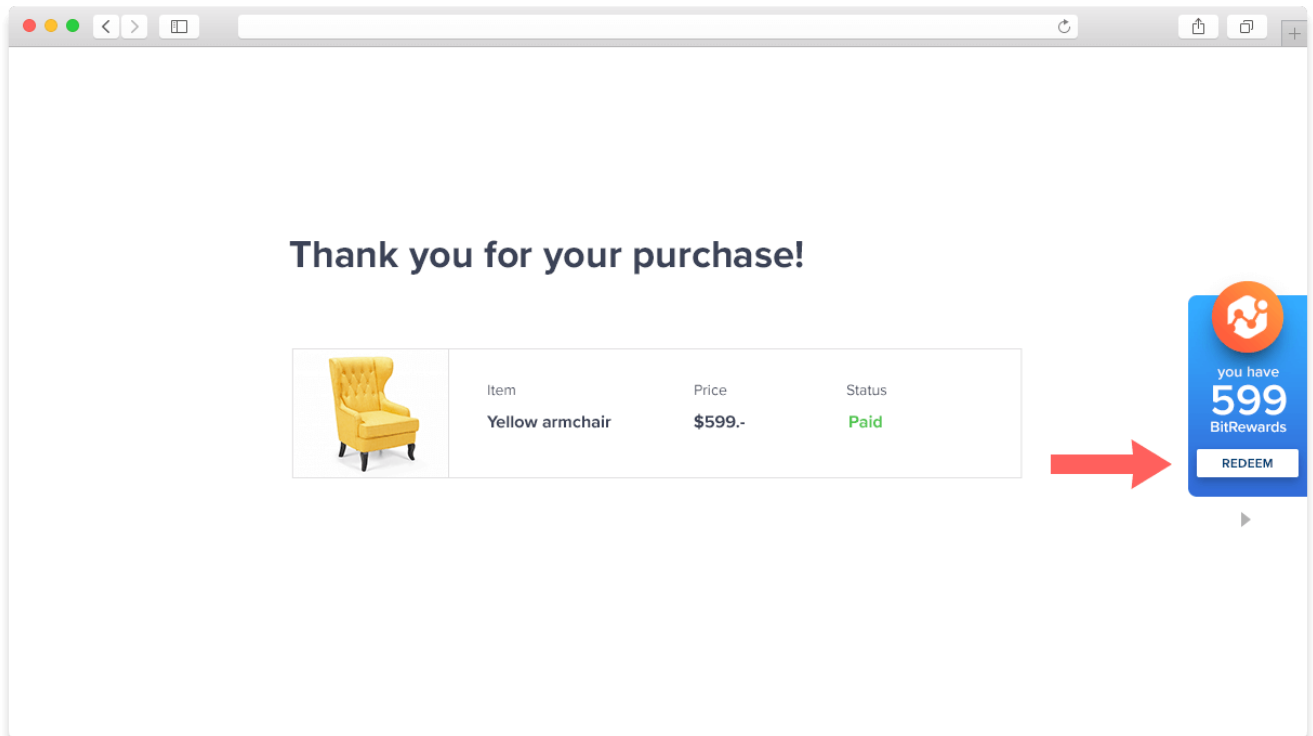 Thank you for your purchase!
Item
Price
Status
Yellow armchair
$599.-
Paid
you have
599
BitRewards
REDEEM